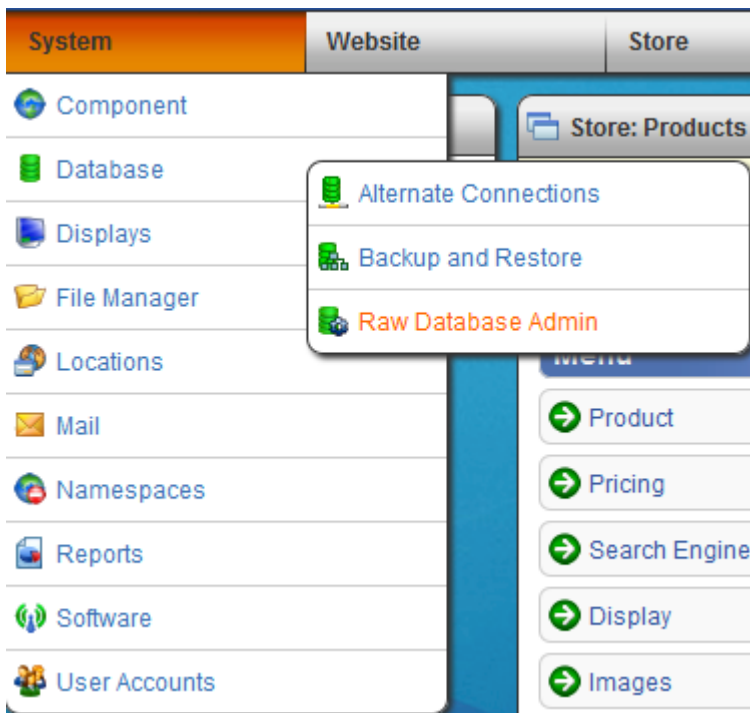 System
Website
Store
Component
Database
Displays
File Manager
Locations
Mail
Namespaces
Reports
Software
User Accounts
Alternate Connections
Backup and Restore
Raw Database Admin
Store: Products
Menu
Product
Pricing
Search Engine
Display
Images